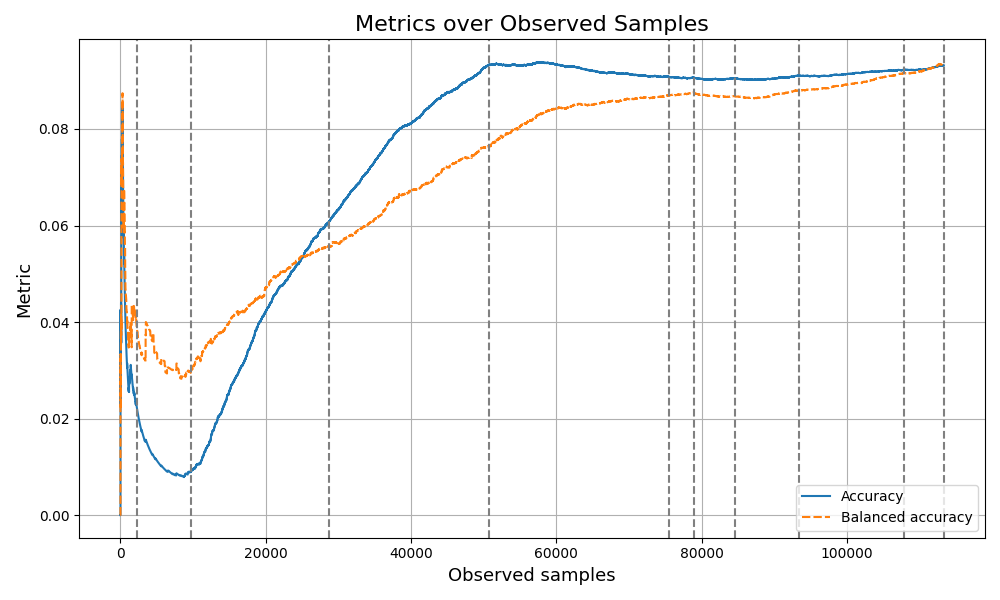 Metrics over Observed Samples
Metric
0.08
0.06
0.04
0.02
0.00
0
20000
40000
60000
80000
100000
Observed samples
Accuracy
Balanced accuracy